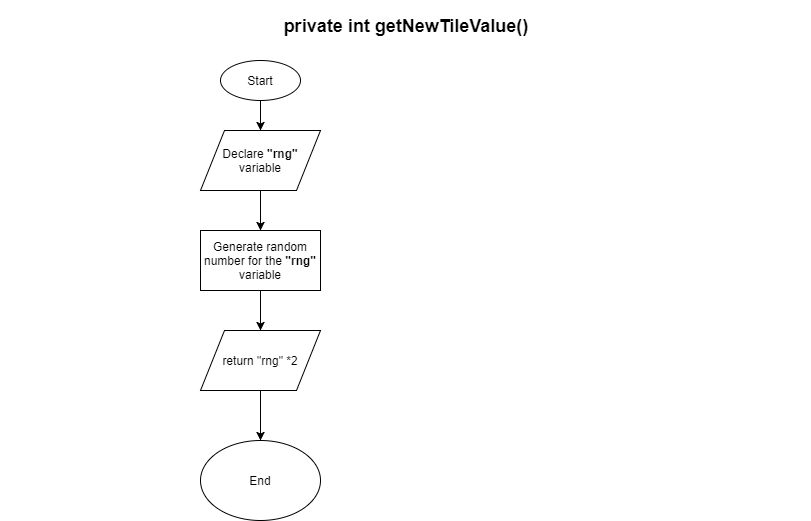 private int getNewTileValue()
Start
Declare "rng"
variable
Generate random
number for the "rng"
variable
return "rng" *2
End